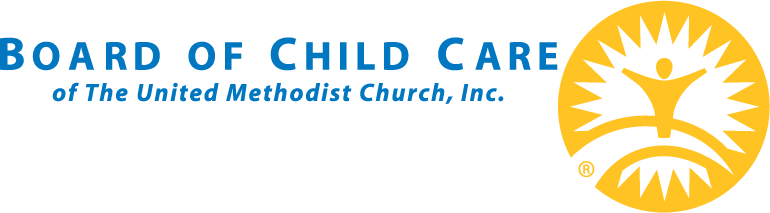 BOARD OF CHILD CARE
of The United Methodist Church, Inc.
®